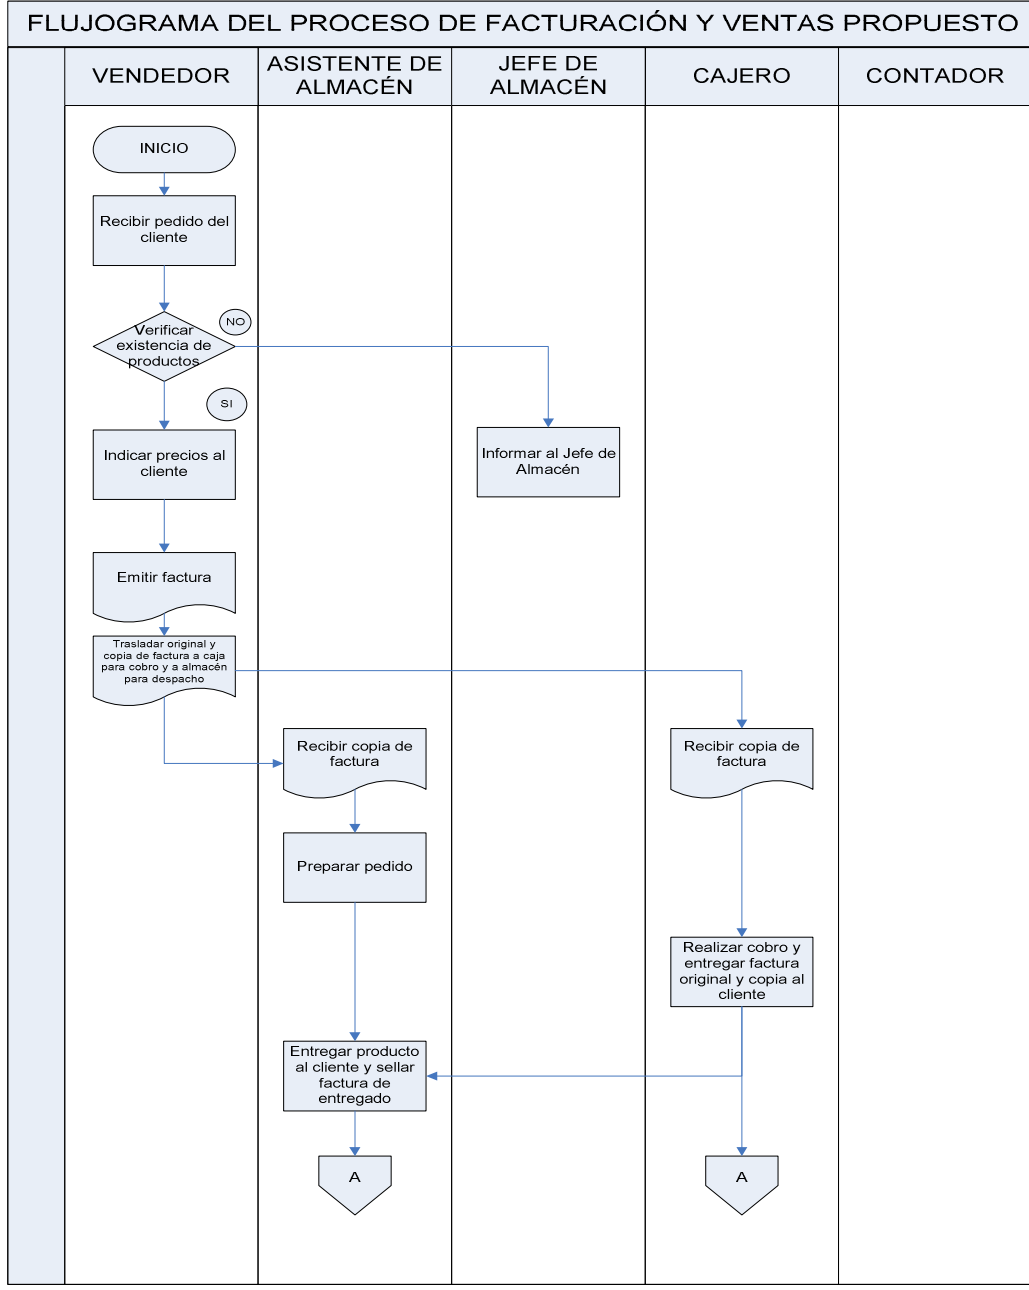 FLUJOGRAMA DEL PROCESO DE FACTURACIÓN Y VENTAS PROPUESTO
VENDEDOR
ASISTENTE DE
ALMACÉN
JEFE DE
ALMACÉN
CAJERO
CONTADOR
INICIO
Recibir pedido del
cliente
NO
Verificar
existencia de
productos
SI
Indicar precios al
cliente
Informar al Jefe de
Almacén
Emitir factura
Trasladar original y
copia de factura a caja
para cobro y a almacén
para despacho
Recibir copia de
factura
Recibir copia de
factura
Preparar pedido
Realizar cobro y
entregar factura
original y copia al
cliente
Entregar producto
al cliente y sellar
factura de
entregado
A
A